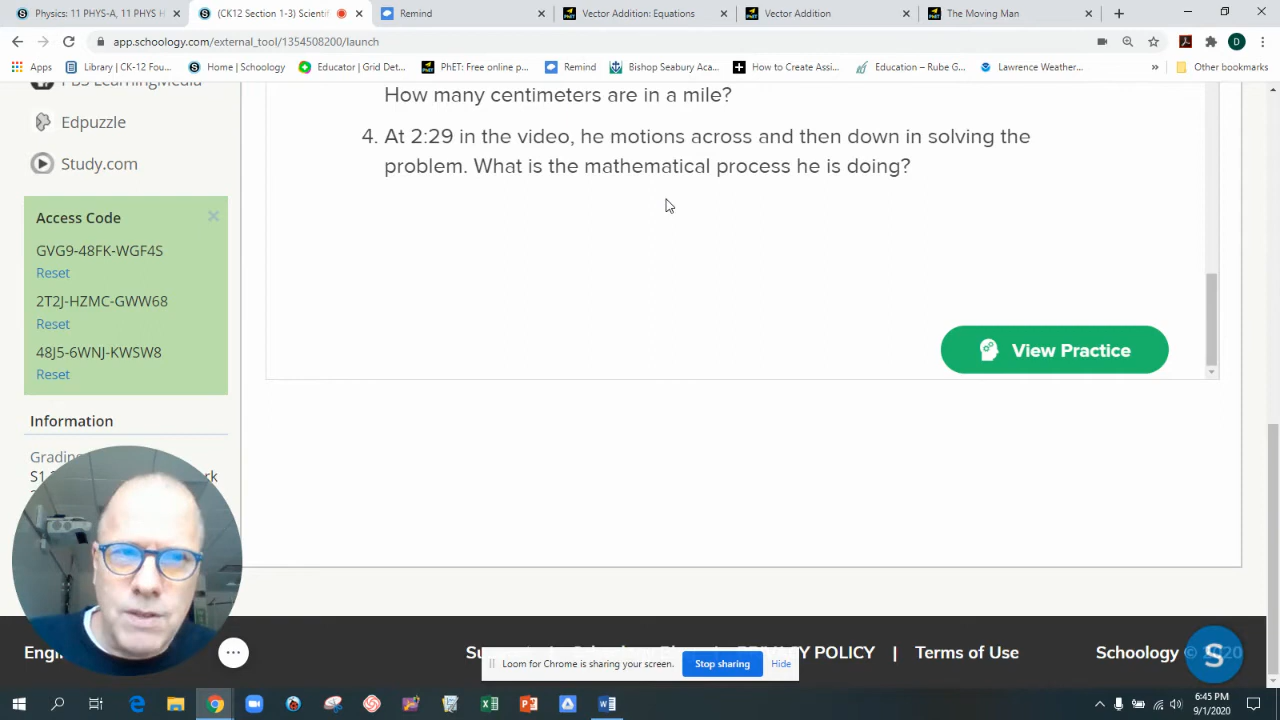 Physics: 11 PHYS-A, 11 PHYS H
(CK12 Section 1-3) Scientif
Remind
Vector Addition: Equations
Vector Addition
The Moving Man
app.schoology.com/external_tool/1354508200/launch
D
Apps
Library | CK-12 Fou...
Home | Schoology
Educator | Grid Det...
PhET: Free online p...
Remind
Bishop Seabury Aca...
How to Create Assi...
Education – Rube G...
Lawrence Weather...
»
Other bookmarks
PBS LearningMedia
Edpuzzle
Study.com
How many centimeters are in a mile?
4. At 2:29 in the video, he motions across and then down in solving the
problem. What is the mathematical process he is doing?
Access Code
GVG9-48FK-WGF4S
Reset
2T2J-HZMC-GWW68
Reset
48J5-6WNJ-KWSW8
Reset
View Practice
Information
Grading
S1
PRIVACY POLICY
|
Terms of Use
Schoology © 2020
Loom for Chrome is sharing your screen.
Stop sharing
Hide
6:45 PM
9/1/2020